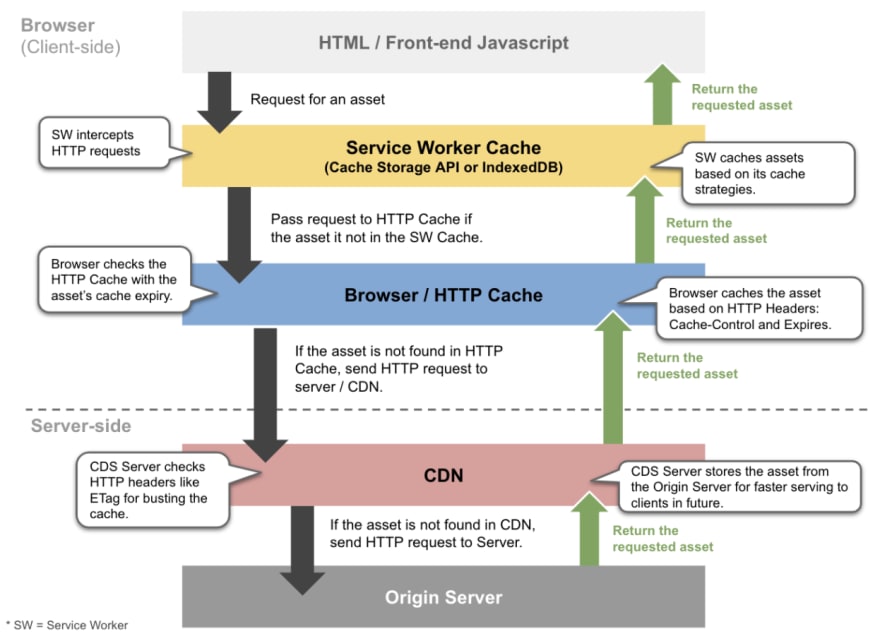 Browser
(Client-side)
HTML / Front-end Javascript
Request for an asset
Return the
requested asset
SW intercepts
HTTP requests
Service Worker Cache
(Cache Storage API or IndexedDB)
SW caches assets
based on its cache
strategies.
Pass request to HTTP Cache if
the asset it not in the SW Cache.
Return the
requested asset
Browser checks the
HTTP Cache with the
asset's cache expiry.
Browser / HTTP Cache
Browser caches the asset
based on HTTP Headers:
Cache-Control and Expires.
If the asset is not found in HTTP
Cache, send HTTP request to
server / CDN.
Return the
requested asset
Server-side
CDS Server checks
HTTP headers like
ETag for busting the
cache.
CDN
CDS Server stores the asset from
the Origin Server for faster serving to
clients in future.
If the asset is not found in CDN,
send HTTP request to Server.
Return the
requested asset
Origin Server
* SW = Service Worker